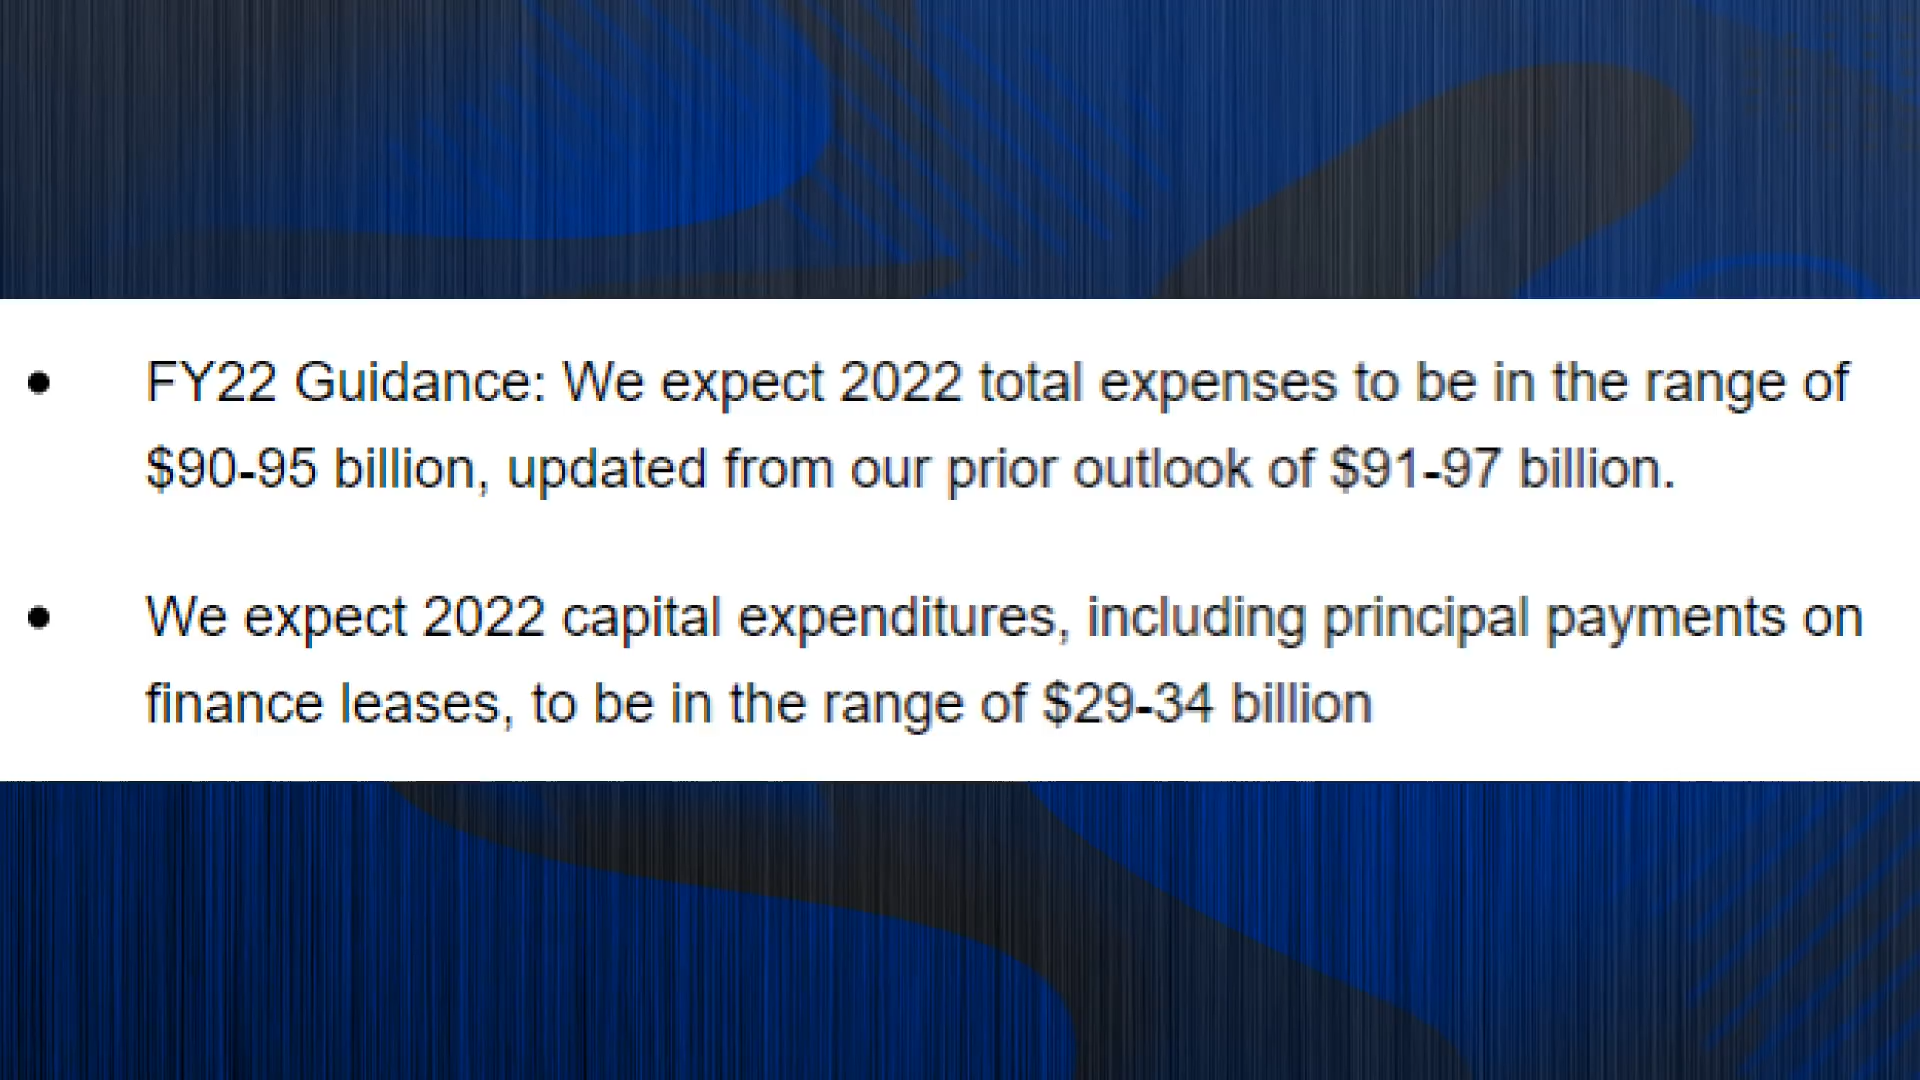 • FY22 Guidance: We expect 2022 total expenses to be in the range of
$90-95 billion, updated from our prior outlook of $91-97 billion.
• We expect 2022 capital expenditures, including principal payments on
finance leases, to be in the range of $29-34 billion